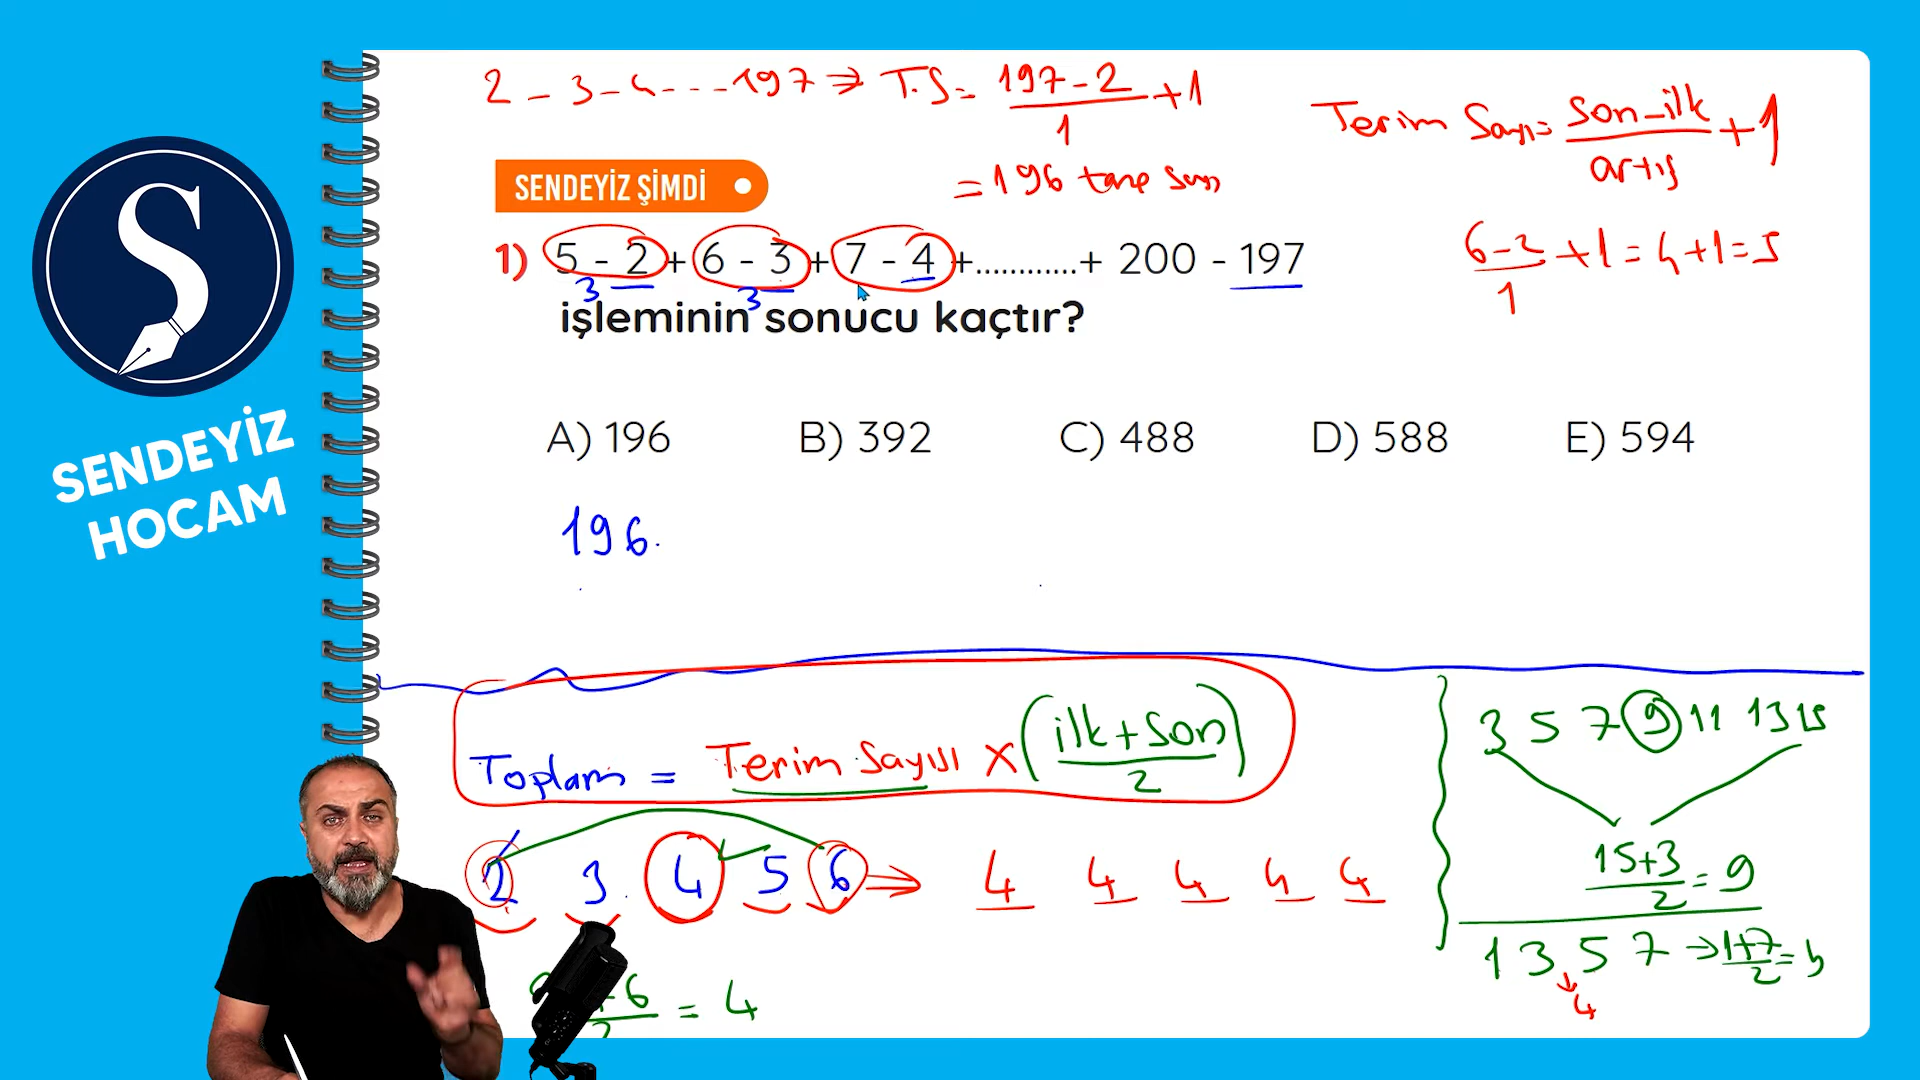 2 - 3 - 4 - - - 197 ⇒ T.S = (197 - 2)/1 + 1
= 196 tane sayı
Terim Sayı = (son - ilk)/artış + 1
(6 - 2)/1 + 1 = 4 + 1 = 5
SENDEYİZ ŞİMDİ
1) 5 - 2 + 6 - 3 + 7 - 4 +............+ 200 - 197
3 3
işleminin sonucu kaçtır?
A) 196 B) 392 C) 488 D) 588 E) 594
196.
S
SENDEYİZ
HOCAM
Toplam = Terim Sayısı x ((ilk + son)/2)
2 3 4 5 6 → 4 4 4 4 4
+ 6 = 4
3 5 7 9 11 13 15
(15 + 3)/2 = 9
1 3 5 7 → (1 + 7)/2 =
4